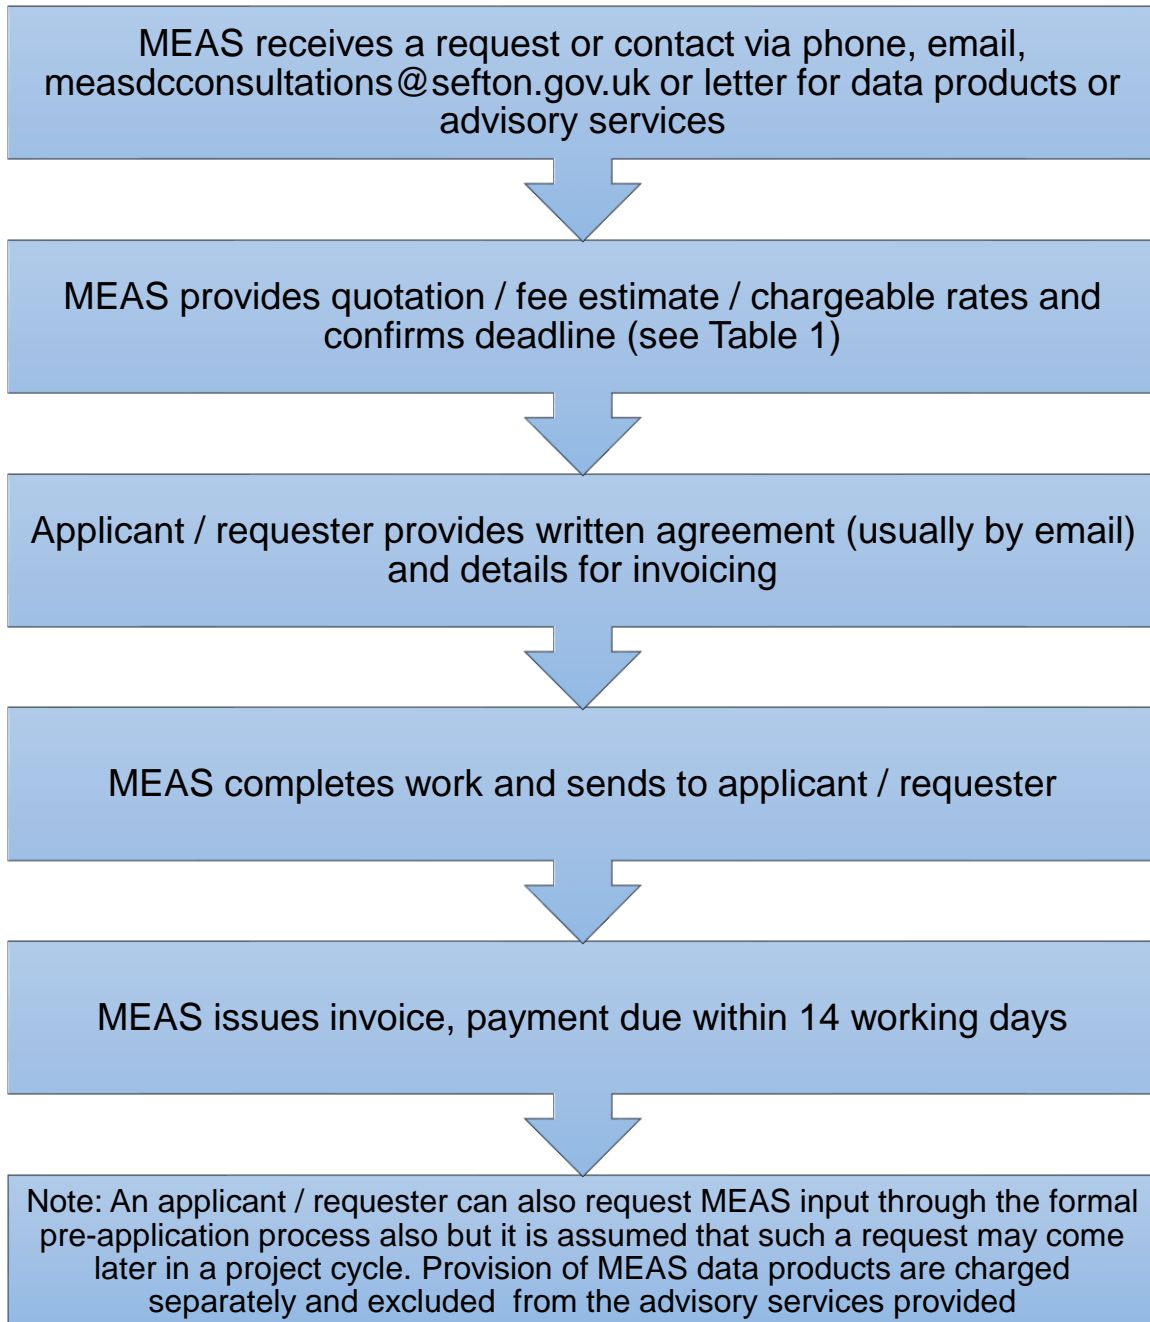 MEAS receives a request or contact via phone, email,
measdcconsultations@sefton.gov.uk or letter for data products or
advisory services
MEAS provides quotation / fee estimate / chargeable rates and
confirms deadline (see Table 1)
Applicant / requester provides written agreement (usually by email)
and details for invoicing
MEAS completes work and sends to applicant / requester
MEAS issues invoice, payment due within 14 working days
Note: An applicant / requester can also request MEAS input through the formal
pre-application process also but it is assumed that such a request may come
later in a project cycle. Provision of MEAS data products are charged
separately and excluded  from the advisory services provided